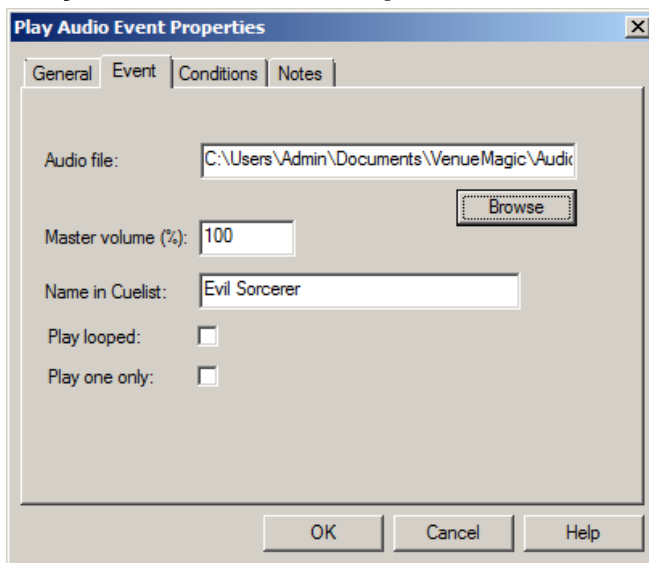 Play Audio Event Properties
General Event Conditions Notes
Audio file: C:\Users\Admin\Documents\VenueMagic\Audic
Browse
Master volume (%): 100
Name in Cuelist: Evil Sorcerer
Play looped:
Play one only:
OK Cancel Help